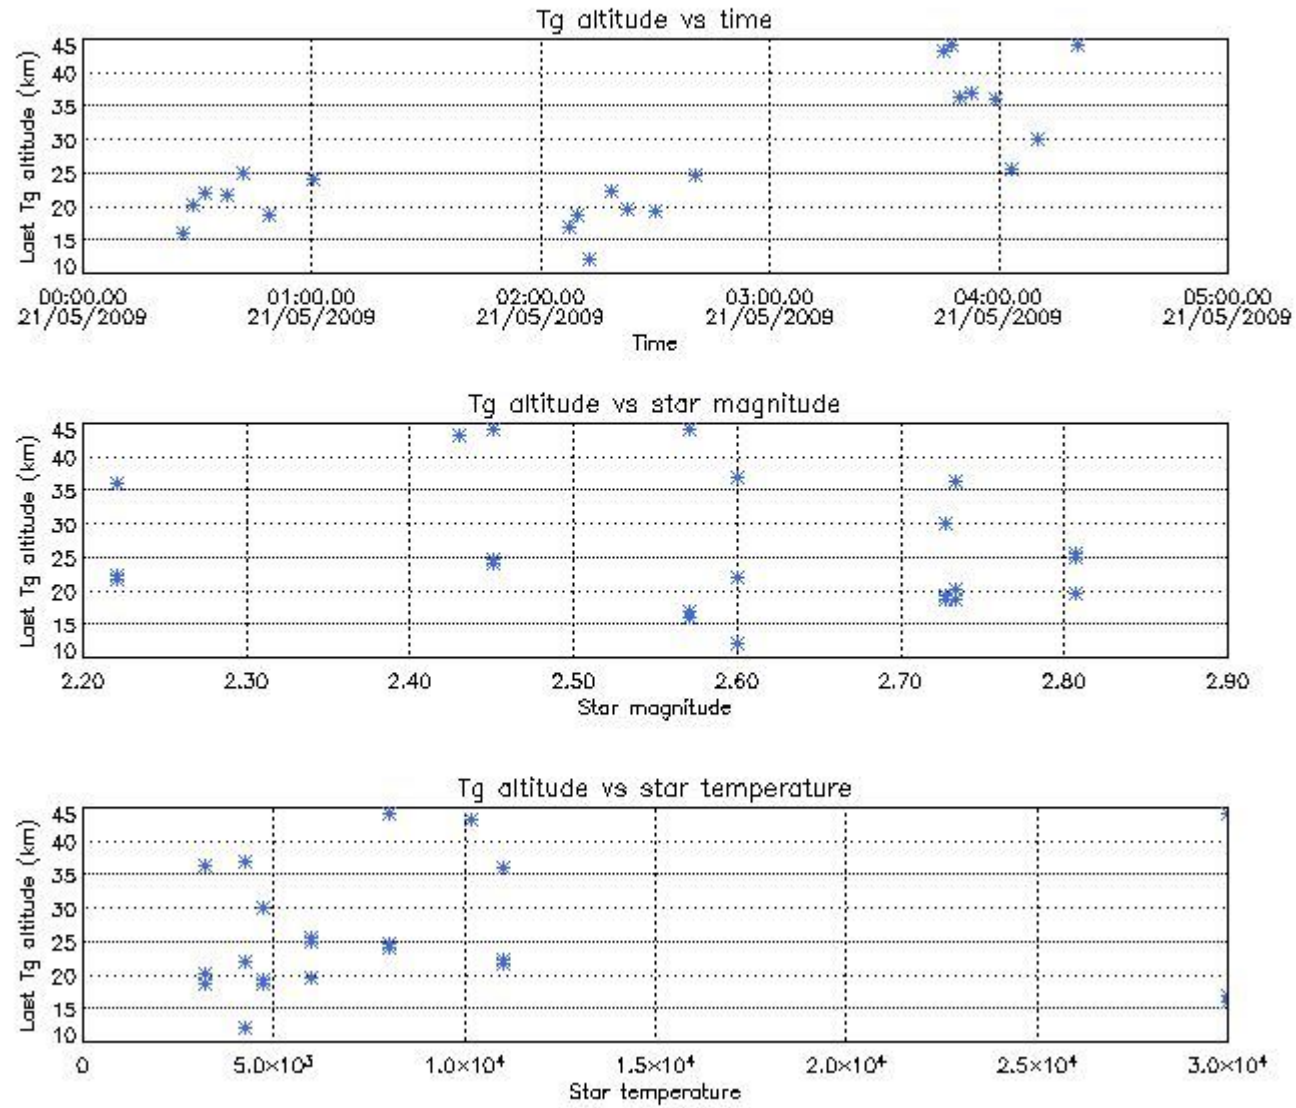 Tg altitude vs time
Last Tg altitude (km)
45
40
35
30
25
20
15
10
00:00.00 01:00.00 02:00.00 03:00.00 04:00.00 05:00.00
21/05/2009 21/05/2009 21/05/2009 21/05/2009 21/05/2009 21/05/2009
Time
Tg altitude vs star magnitude
Last Tg altitude (km)
45
40
35
30
25
20
15
10
2.20 2.30 2.40 2.50 2.60 2.70 2.80 2.90
Star magnitude
Tg altitude vs star temperature
Last Tg altitude (km)
45
40
35
30
25
20
15
10
0 5.0×10³ 1.0×10⁴ 1.5×10⁴ 2.0×10⁴ 2.5×10⁴ 3.0×10⁴
Star temperature